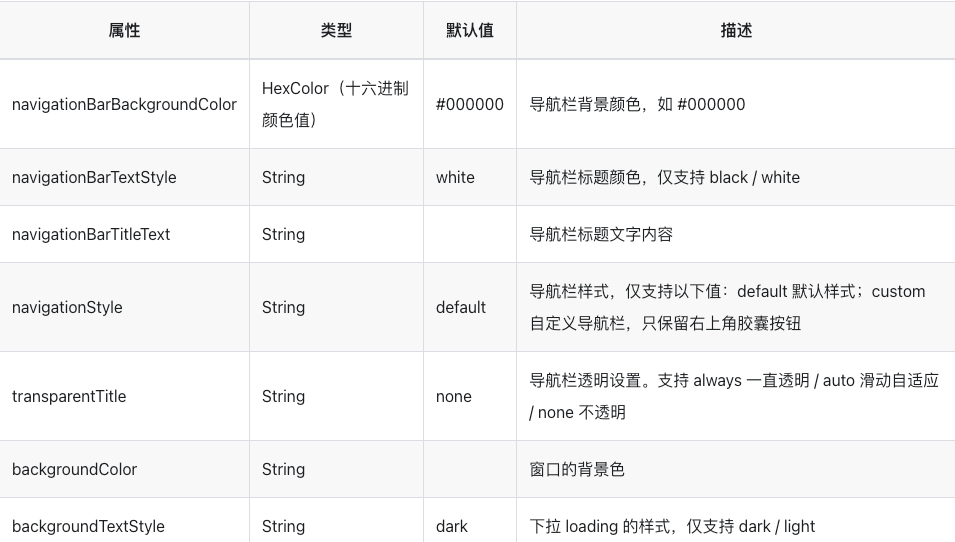 属性 类型 默认值 描述
navigationBarBackgroundColor HexColor（十六进制 #000000 导航栏背景颜色，如 #000000
颜色值）
navigationBarTextStyle String white 导航栏标题颜色，仅支持 black / white
navigationBarTitleText String 导航栏标题文字内容
navigationStyle String default 导航栏样式，仅支持以下值：default 默认样式；custom
自定义导航栏，只保留右上角胶囊按钮
transparentTitle String none 导航栏透明设置。支持 always 一直透明 / auto 滑动自适应
/ none 不透明
backgroundColor String 窗口的背景色
backgroundTextStyle String dark 下拉 loading 的样式，仅支持 dark / light